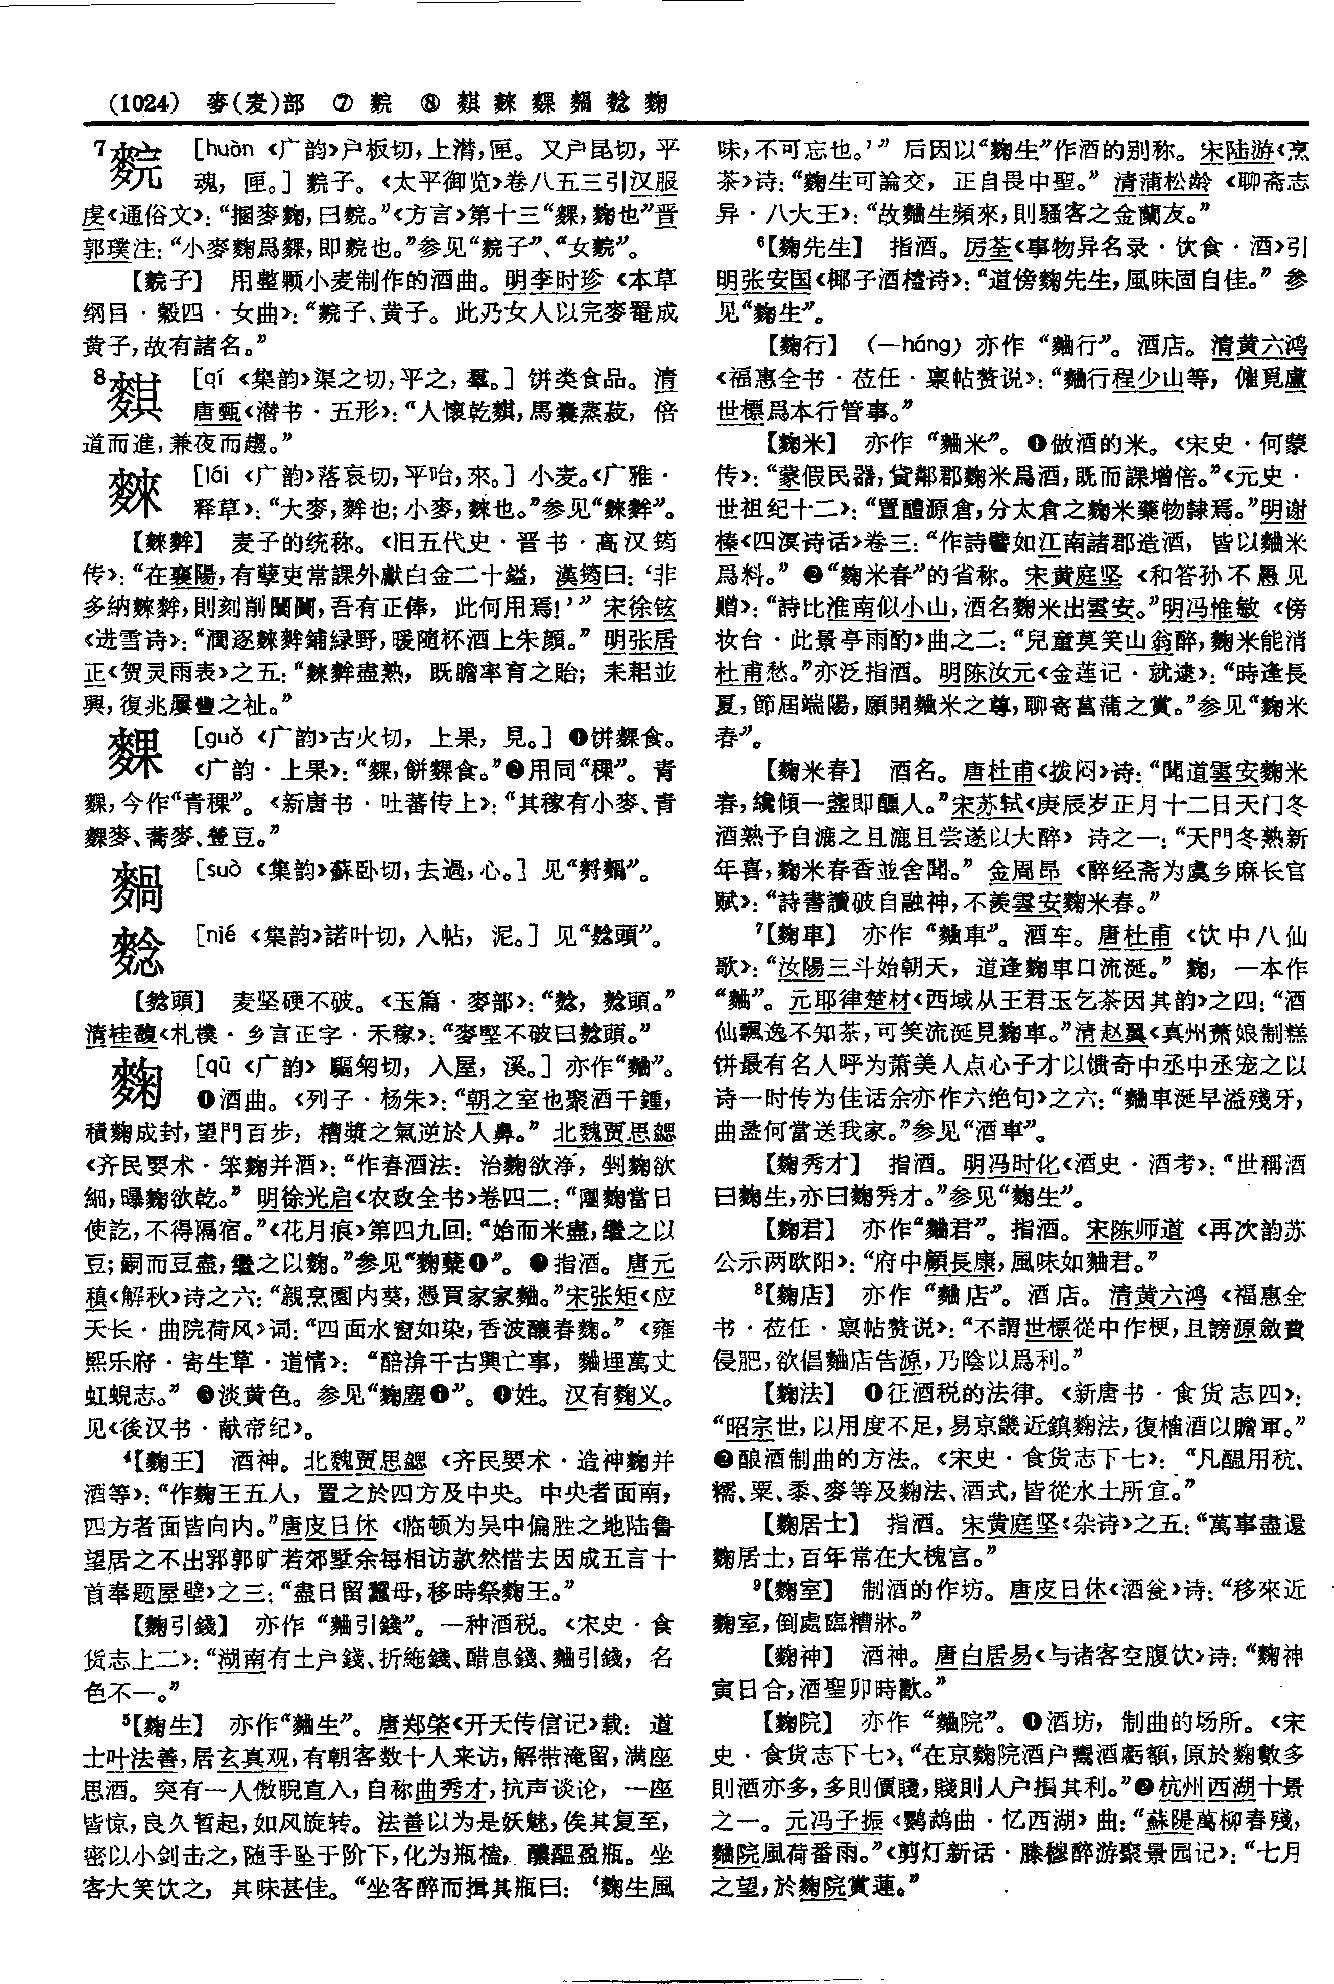 (1024) 麥(麦)部 ⑦ 䴷 ⑧ 䴢 䴱 䴹 䴲 䴴 麴
7䴷 [huàn《广韵》户板切,上潸,匣。又户昆切,平
魂,匣。]䴷子。《太平御览》卷八五三引汉服
虔《通俗文》:“𥞵麥麴,曰䴷。”《方言》第十三“䴹,麴也”晋
郭璞注:“小麥麴爲䴹,即䴷也。”参见“䴷子”、“女䴷”。
【䴷子】 用整颗小麦制作的酒曲。明李时珍《本草
纲目·穀四·女曲》:“䴷子、黄子。此乃女人以完麥罨成
黄子,故有諸名。”
8 [qí《集韵》渠之切,平之,羣。]饼类食品。清
唐甄《潜书·五形》:“人懷乾䴢,馬囊蒸菽,倍
道而進,兼夜而趨。”
䴱 [lái《广韵》落哀切,平咍,來。]小麦。《广雅·
释草》:“大麥,麰也;小麥,䴱也。”参见“䴱麰”。
【䴱麰】 麦子的统称。《旧五代史·晋书·高汉筠
传》:“在襄陽,有孽吏常課外獻白金二十鎰,漢筠曰:‘非
多納䴱麰,則刻削闤闠,吾有正俸,此何用焉!’”宋徐铉
《进雪诗》:“潤逐䴱麰鋪緑野,暖隨杯酒上朱顔。”明张居
正《贺灵雨表》之五:“䴱麰盡熟,既瞻率育之貽;耒耜並
興,復兆屢豐之祉。”
䴹 [guǒ《广韵》古火切,上果,見。]❶饼䴹食。
《广韵·上果》:“䴹,餅䴹食。”❷用同“稞”。青
䴹,今作“青稞”。《新唐书·吐蕃传上》:“其稼有小麥、青
䴹麥、蕎麥、䝁豆。”
[suò《集韵》蘇卧切,去過,心。]见“䴸䴲”。
䴴 [nié《集韵》諾叶切,入帖,泥。]见“䴴頭”。
【䴴頭】 麦坚硬不破。《玉篇·麥部》:“䴴,䴴頭。”
清桂馥《札樸·乡言正字·禾稼》:“麥堅不破曰䴴頭。”
麴 [qū《广韵》驅匊切,入屋,溪。]亦作“麯”。
❶酒曲。《列子·杨朱》:“朝之室也聚酒千鍾,
積麴成封,望門百步,糟漿之氣逆於人鼻。”北魏贾思勰
《齐民要术·笨麴并酒》:“作春酒法:治麴欲淨,剉麴欲
細,曝麴欲乾。”明徐光启《农政全书》卷四二:“團麴當日
使訖,不得隔宿。”《花月痕》第四九回:“始而米盡,繼之以
豆;嗣而豆盡,繼之以麴。”参见“麴櫱❶”。❷指酒。唐元
稹《解秋》诗之六:“親烹園内葵,憑買家家麯。”宋张矩《应
天长·曲院荷风》词:“四面水窗如染,香波釀春麴。”《雍
熙乐府·寄生草·道情》:“醅渰千古興亡事,麯埋萬丈
虹蜺志。”❸淡黄色。参见“麴塵❶”。❹姓。汉有麴义。
见《後汉书·献帝纪》。
4【麴王】 酒神。北魏贾思勰《齐民要术·造神麴并
酒等》:“作麴王五人,置之於四方及中央。中央者面南,
四方者面皆向内。”唐皮日休《临顿为吴中偏胜之地陆鲁
望居之不出郛郭旷若郊墅余每相访款然惜去因成五言十
首奉题屋壁》之三:“盡日留蠶母,移時祭麴王。”
【麴引錢】 亦作“麯引錢”。一种酒税。《宋史·食
货志上二》:“湖南有土户錢、折絁錢、醋息錢、麯引錢,名
色不一。”
5【麴生】 亦作“麯生”。唐郑棨《开天传信记》载:道
士叶法善,居玄真观,有朝客数十人来访,解带淹留,满座
思酒。突有一人傲睨直入,自称曲秀才,抗声谈论,一座
皆惊,良久暂起,如风旋转。法善以为是妖魅,俟其复至,
密以小剑击之,随手坠于阶下,化为瓶榼,醲醖盈瓶。坐
客大笑饮之,其味甚佳。“坐客醉而揖其瓶曰:‘麴生風
味,不可忘也。’”后因以“麴生”作酒的别称。宋陆游《烹
茶》诗:“麴生可論交,正自畏中聖。”清蒲松龄《聊斋志
异·八大王》:“故麯生頻來,則騷客之金蘭友。”
6【麴先生】 指酒。厉荃《事物异名录·饮食·酒》引
明张安国《椰子酒榼诗》:“道傍麴先生,風味固自佳。”参
见“麴生”。
【麴行】 (—háng)亦作“麯行”。酒店。清黄六鸿
《福惠全书·莅任·禀帖赘说》:“麯行程少山等,僱覓盧
世標爲本行管事。”
【麴米】 亦作“麯米”。❶做酒的米。《宋史·何蒙
传》:“蒙假民器,貸鄰郡麴米爲酒,既而課增倍。”《元史·
世祖纪十二》:“置醴源倉,分太倉之麴米藥物隸焉。”明谢
榛《四溟诗话》卷三:“作詩譬如江南諸郡造酒,皆以麯米
爲料。”❷“麴米春”的省称。宋黄庭坚《和答孙不愚见
赠》:“詩比淮南似小山,酒名麴米出雲安。”明冯惟敏《傍
妆台·此景亭雨酌》曲之二:“兒童莫笑山翁醉,麴米能消
杜甫愁。”亦泛指酒。明陈汝元《金莲记·就逮》:“時逢長
夏,節屆端陽,願開麯米之尊,聊寄菖蒲之賞。”参见“麴米
春”。
【麴米春】 酒名。唐杜甫《拨闷》诗:“聞道雲安麴米
春,纔傾一盞即醺人。”宋苏轼《庚辰岁正月十二日天门冬
酒熟予自漉之且漉且尝遂以大醉》诗之一:“天門冬熟新
年喜,麴米春香並舍聞。”金周昂《醉经斋为虞乡麻长官
赋》:“詩書讀破自融神,不羨雲安麴米春。”
7【麴車】 亦作“麯車”。酒车。唐杜甫《饮中八仙
歌》:“汝陽三斗始朝天,道逢麴車口流涎。”麴,一本作
“麯”。元耶律楚材《西域从王君玉乞茶因其韵》之四:“酒
仙飄逸不知茶,可笑流涎見麴車。”清赵翼《真州萧娘制糕
饼最有名人呼为萧美人点心子才以馈奇中丞中丞宠之以
诗一时传为佳话余亦作六绝句》之六:“麯車涎早溢殘牙,
曲盝何當送我家。”参见“酒車”。
【麴秀才】 指酒。明冯时化《酒史·酒考》:“世稱酒
曰麴生,亦曰麴秀才。”参见“麴生”。
【麴君】 亦作“麯君”。指酒。宋陈师道《再次韵苏
公示两欧阳》:“府中顧長康,風味如麯君。”
8【麴店】 亦作“麯店”。酒店。清黄六鸿《福惠全
书·莅任·禀帖赘说》:“不謂世標從中作梗,且謗源斂費
侵肥,欲倡麯店告源,乃陰以爲利。”
【麴法】 ❶征酒税的法律。《新唐书·食货志四》:
“昭宗世,以用度不足,易京畿近鎮麴法,復榷酒以贍軍。”
❷酿酒制曲的方法。《宋史·食货志下七》:“凡醖用秔、
糯、粟、黍、麥等及麴法、酒式,皆從水土所宜。”
【麴居士】 指酒。宋黄庭坚《杂诗》之五:“萬事盡還
麴居士,百年常在大槐宫。”
9【麴室】 制酒的作坊。唐皮日休《酒瓮》诗:“移來近
麴室,倒處臨糟牀。”
【麴神】 酒神。唐白居易《与诸客空腹饮》诗:“麴神
寅日合,酒聖卯時歡。”
【麴院】 亦作“麯院”。❶酒坊,制曲的场所。《宋
史·食货志下七》:“在京麴院酒户鬻酒虧額,原於麴數多
則酒亦多,多則價賤,賤則人户損其利。”❷杭州西湖十景
之一。元冯子振《鹦鹉曲·忆西湖》曲:“蘇隄萬柳春殘,
麯院風荷番雨。”《剪灯新话·滕穆醉游聚景园记》:“七月
之望,於麴院賞蓮。”